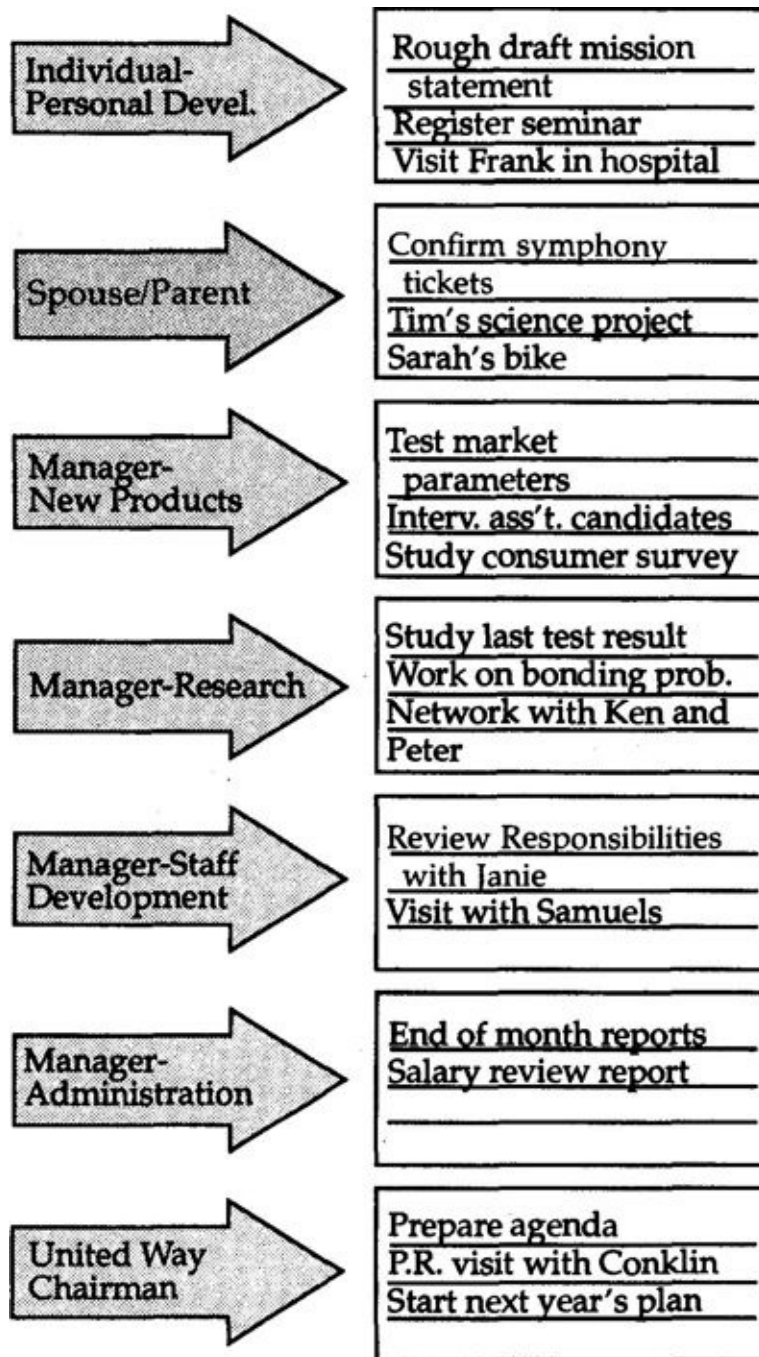 Individual-
Personal Devel.
Rough draft mission
statement
Register seminar
Visit Frank in hospital
Spouse/Parent
Confirm symphony
tickets
Tim's science project
Sarah's bike
Manager-
New Products
Test market
parameters
Interv. ass't. candidates
Study consumer survey
Manager-Research
Study last test result
Work on bonding prob.
Network with Ken and
Peter
Manager-Staff
Development
Review Responsibilities
with Janie
Visit with Samuels
Manager-
Administration
End of month reports
Salary review report
United Way
Chairman
Prepare agenda
P.R. visit with Conklin
Start next year's plan